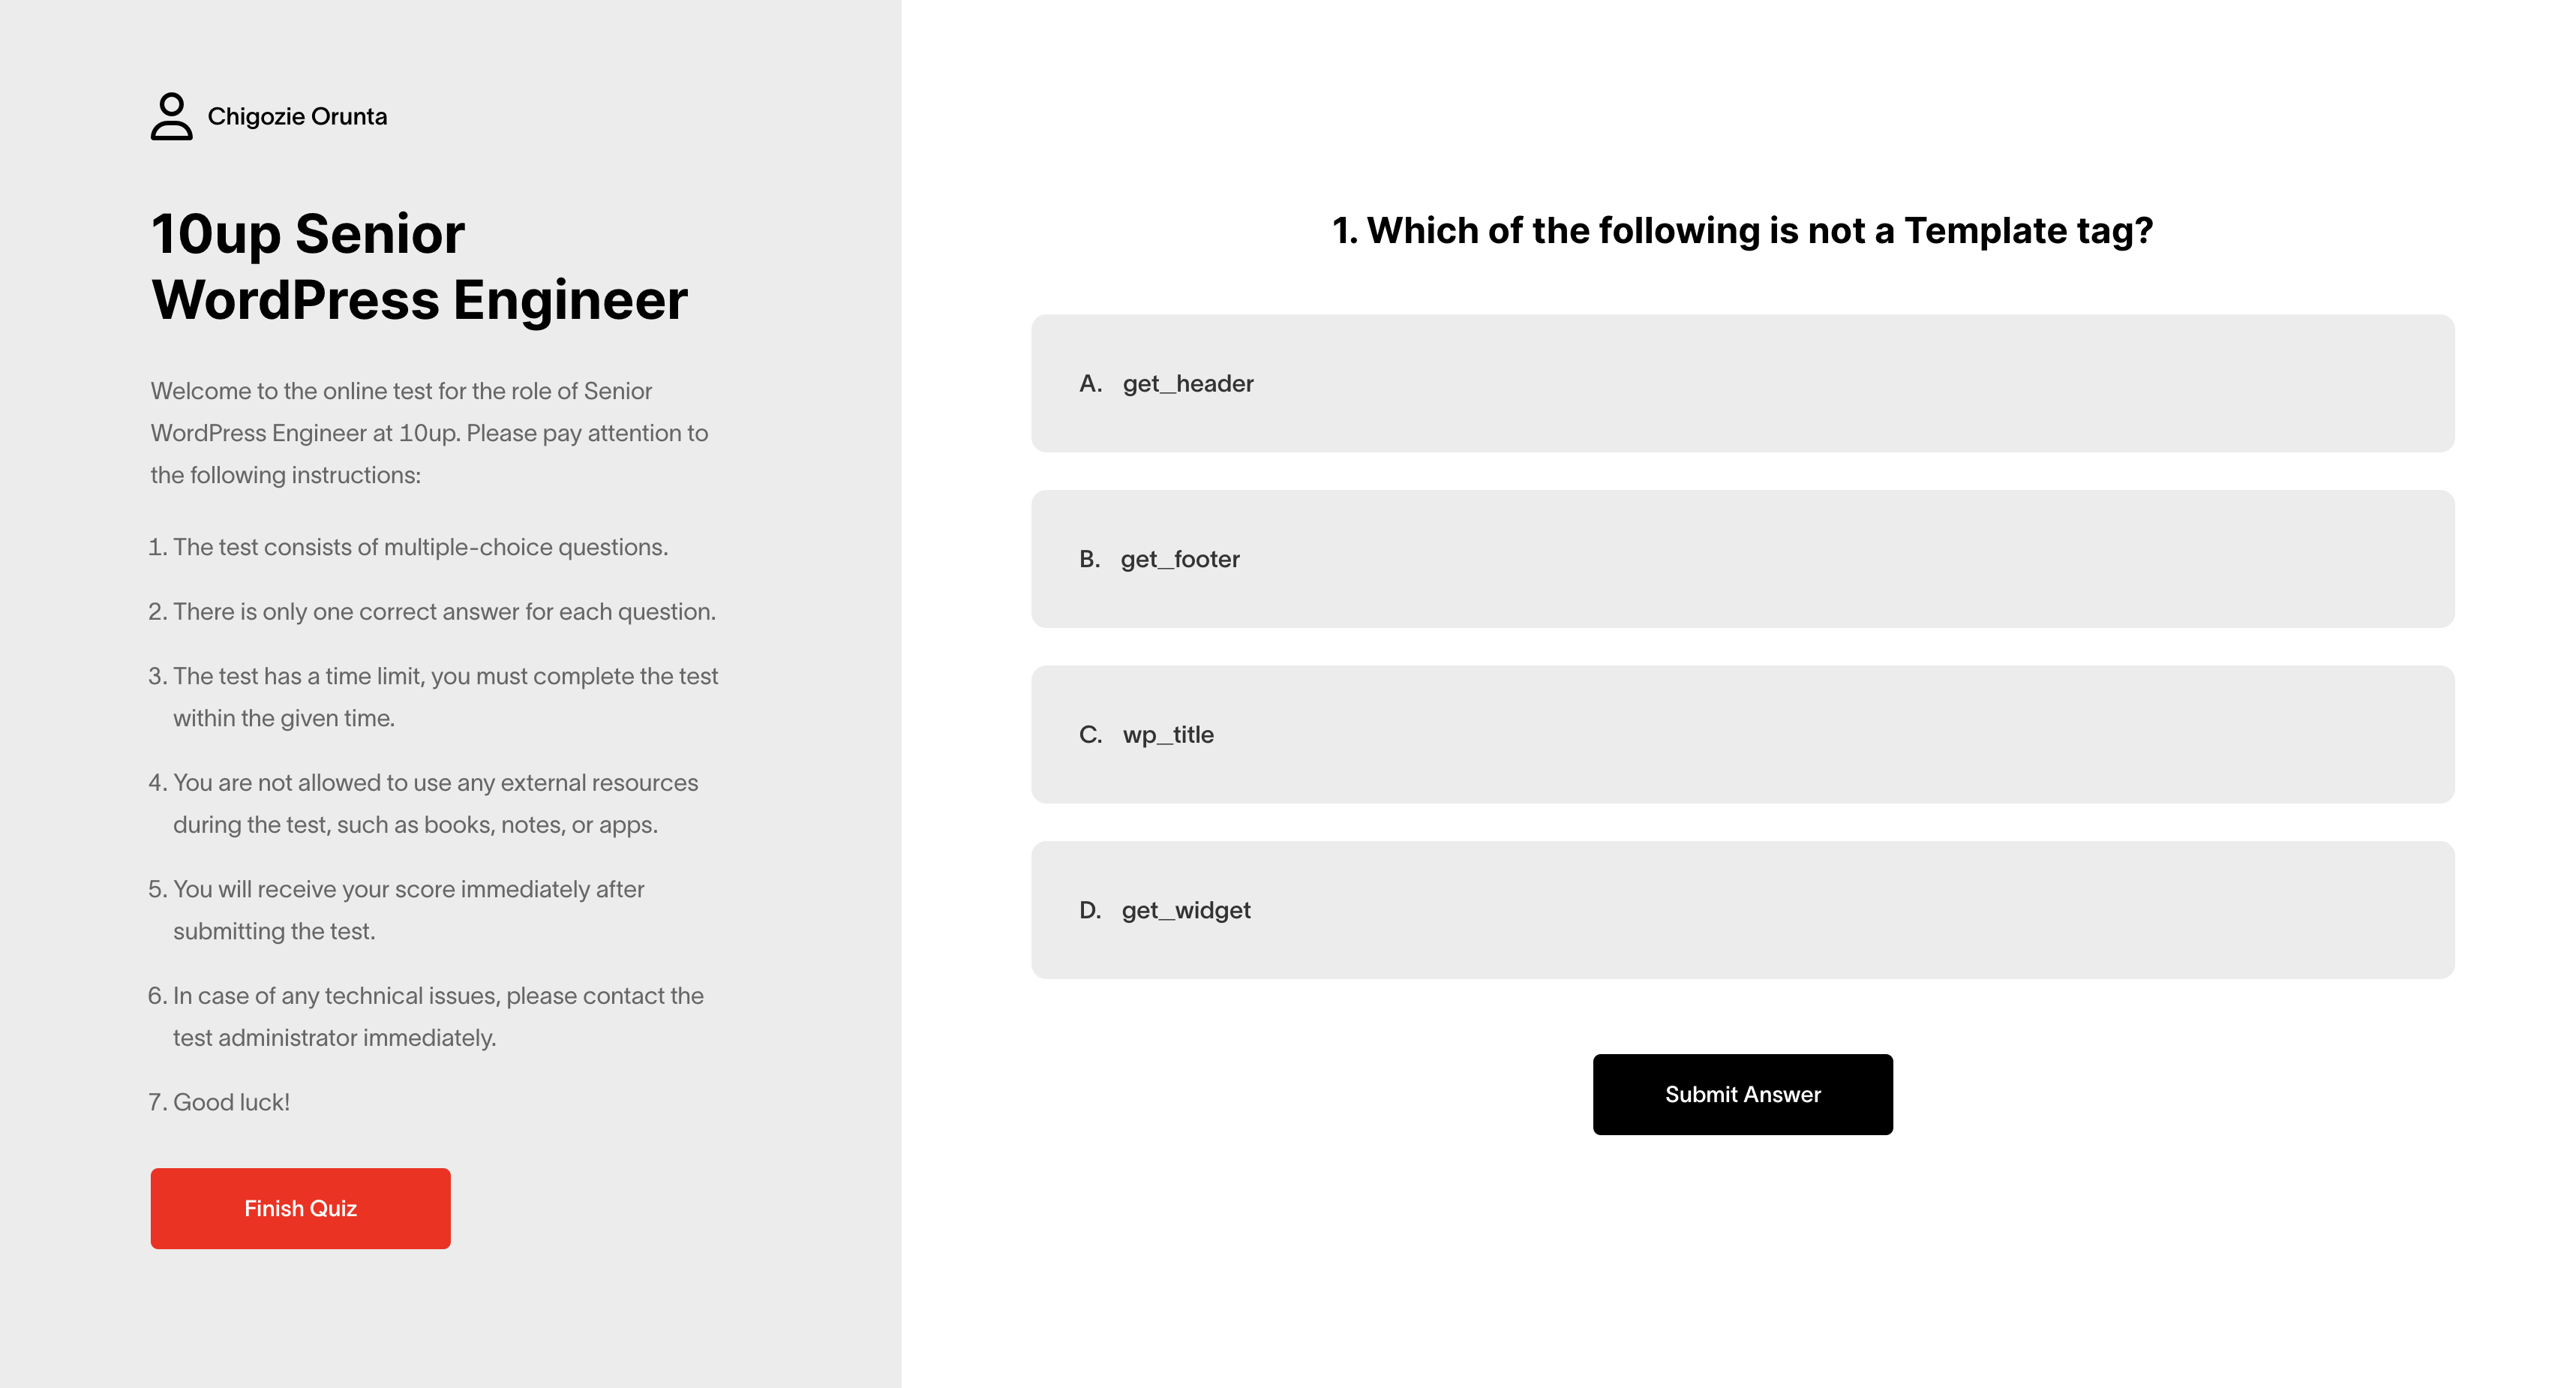 Chigozie Orunta
10up Senior
WordPress Engineer
Welcome to the online test for the role of Senior
WordPress Engineer at 10up. Please pay attention to
the following instructions:
1. The test consists of multiple-choice questions.
2. There is only one correct answer for each question.
3. The test has a time limit, you must complete the test
within the given time.
4. You are not allowed to use any external resources
during the test, such as books, notes, or apps.
5. You will receive your score immediately after
submitting the test.
6. In case of any technical issues, please contact the
test administrator immediately.
7. Good luck!
Finish Quiz
1. Which of the following is not a Template tag?
A. get_header
B. get_footer
C. wp_title
D. get_widget
Submit Answer